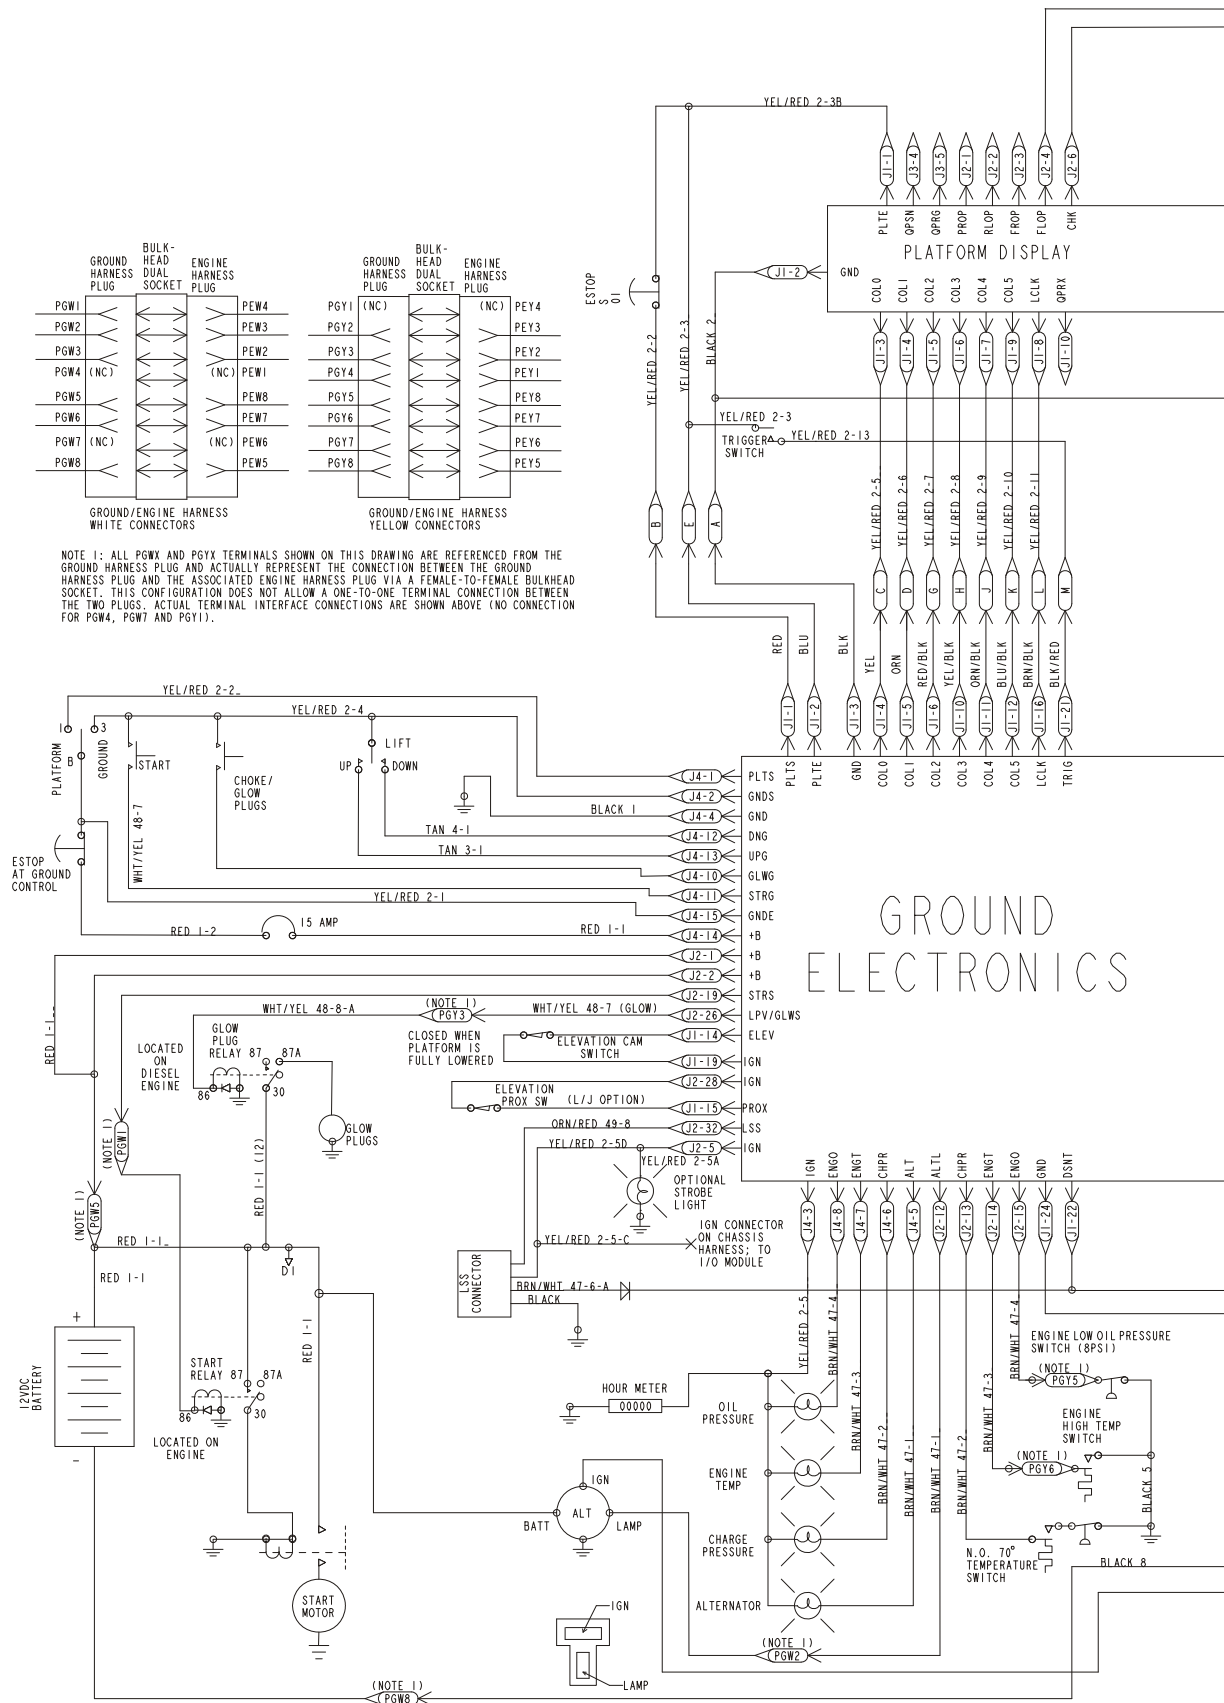 YEL/RED 2-3B
J1-1
J3-4
J3-5
J2-1
J2-2
J2-3
J2-4
J2-6
PLTE
QPSN
QPRG
PROP
RLOP
FROP
FLOP
CHK
PLATFORM DISPLAY
J1-2
GND
COL0
COL1
COL2
COL3
COL4
COL5
LCLK
QPRX
J1-3
J1-4
J1-5
J1-6
J1-7
J1-9
J1-8
J1-10
ESTOP
S
01
YEL/RED 2-2
YEL/RED 2-3
BLACK 2
YEL/RED 2-3
TRIGGER
SWITCH
YEL/RED 2-13
GROUND
HARNESS
PLUG
BULK-
HEAD
DUAL
SOCKET
ENGINE
HARNESS
PLUG
PGW1
PEW4
PGW2
PEW3
PGW3
PEW2
PGW4 (NC)
(NC) PEW1
PGW5
PEW8
PGW6
PEW7
PGW7 (NC)
(NC) PEW6
PGW8
PEW5
GROUND/ENGINE HARNESS
WHITE CONNECTORS
GROUND
HARNESS
PLUG
BULK-
HEAD
DUAL
SOCKET
ENGINE
HARNESS
PLUG
PGY1 (NC)
(NC) PEY4
PGY2
PEY3
PGY3
PEY2
PGY4
PEY1
PGY5
PEY8
PGY6
PEY7
PGY7
PEY6
PGY8
PEY5
GROUND/ENGINE HARNESS
YELLOW CONNECTORS
NOTE 1: ALL PGWX AND PGYX TERMINALS SHOWN ON THIS DRAWING ARE REFERENCED FROM THE
GROUND HARNESS PLUG AND ACTUALLY REPRESENT THE CONNECTION BETWEEN THE GROUND
HARNESS PLUG AND THE ASSOCIATED ENGINE HARNESS PLUG VIA A FEMALE-TO-FEMALE BULKHEAD
SOCKET. THIS CONFIGURATION DOES NOT ALLOW A ONE-TO-ONE TERMINAL CONNECTION BETWEEN
THE TWO PLUGS. ACTUAL TERMINAL INTERFACE CONNECTIONS ARE SHOWN ABOVE (NO CONNECTION
FOR PGW4, PGW7 AND PGY1).
B
E
A
YEL/RED 2-5
YEL/RED 2-6
YEL/RED 2-7
YEL/RED 2-8
YEL/RED 2-9
YEL/RED 2-10
YEL/RED 2-11
C
D
G
H
J
K
L
M
RED
BLU
BLK
YEL
ORN
RED/BLK
YEL/BLK
ORN/BLK
BLU/BLK
BRN/BLK
BLK/RED
J1-1
J1-2
J1-3
J1-4
J1-5
J1-6
J1-10
J1-11
J1-12
J1-16
J1-21
PLTS
PLTE
GND
COL0
COL1
COL2
COL3
COL4
COL5
LCLK
TRIG
YEL/RED 2-2
YEL/RED 2-4
1
3
PLATFORM
B
GROUND
START
CHOKE/
GLOW
PLUGS
LIFT
UP
DOWN
WHT/YEL 48-7
ESTOP
AT GROUND
CONTROL
BLACK 1
TAN 4-1
TAN 3-1
YEL/RED 2-1
RED 1-2
15 AMP
RED 1-1
J4-1 PLTS
J4-2 GNDS
J4-4 GND
J4-12 DNG
J4-13 UPG
J4-10 GLWG
J4-11 STRG
J4-15 GNDE
J4-14 +B
J2-1 +B
J2-2 +B
J2-19 STRS
J2-26 LPV/GLWS
J1-14 ELEV
J1-19 IGN
J2-28 IGN
J1-15 PROX
J2-32 LSS
J2-5 IGN
GROUND
ELECTRONICS
RED 1-1
WHT/YEL 48-8-A
(NOTE 1)
PGY3
WHT/YEL 48-7 (GLOW)
LOCATED
ON
DIESEL
ENGINE
GLOW
PLUG
RELAY 87 87A
86
30
GLOW
PLUGS
CLOSED WHEN
PLATFORM IS
FULLY LOWERED
ELEVATION CAM
SWITCH
ELEVATION
PROX SW (L/J OPTION)
ORN/RED 49-8
YEL/RED 2-5D
YEL/RED 2-5A
OPTIONAL
STROBE
LIGHT
(NOTE 1)
PGW1
(NOTE 1)
PGW5
RED 1-1 (12)
RED 1-1
D1
RED 1-1
YEL/RED 2-5-C
IGN CONNECTOR
ON CHASSIS
HARNESS; TO
I/O MODULE
LSS
CONNECTOR
BRN/WHT 47-6-A
BLACK
IGN
ENGO
ENGT
CHPR
ALT
ALTL
CHPR
ENGT
ENGO
GND
DSNT
J4-3
J4-8
J4-7
J4-6
J4-5
J2-12
J2-13
J2-14
J2-15
J1-24
J1-22
+
12VDC
BATTERY
-
RED 1-1
START
RELAY 87 87A
86
30
LOCATED ON
ENGINE
START
MOTOR
YEL/RED 2-5
BRN/WHT 47-4
BRN/WHT 47-3
BRN/WHT 47-2
BRN/WHT 47-1
BRN/WHT 47-1
BRN/WHT 47-2
BRN/WHT 47-3
BRN/WHT 47-4
HOUR METER
00000
OIL
PRESSURE
ENGINE
TEMP
CHARGE
PRESSURE
ALTERNATOR
ENGINE LOW OIL PRESSURE
SWITCH (8PSI)
(NOTE 1)
PGY5
ENGINE
HIGH TEMP
SWITCH
(NOTE 1)
PGY6
BLACK 5
N.O. 70°
TEMPERATURE
SWITCH
BLACK 8
IGN
BATT
ALT
LAMP
IGN
LAMP
(NOTE 1)
PGW2
(NOTE 1)
PGW8